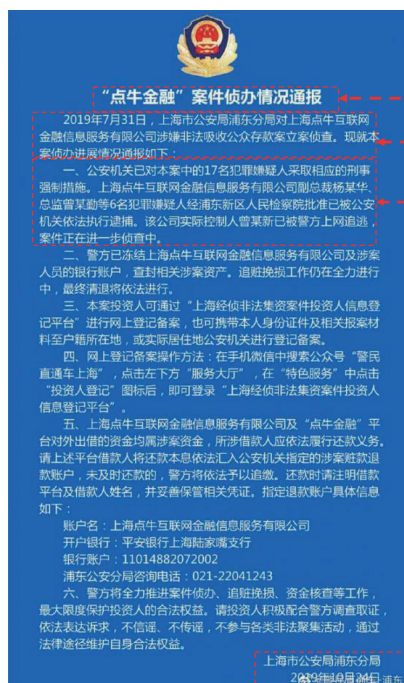 “点牛金融”案件侦办情况通报
2019年7月31日，上海市公安局浦东分局对上海点牛互联网
金融信息服务有限公司涉嫌非法吸收公众存款案立案侦查。现就本
案侦办进展情况通报如下：
一、公安机关已对本案中的17名犯罪嫌疑人采取相应的刑事
强制措施。上海点牛互联网金融信息服务有限公司副总裁杨某华、
总监曾某勤等6名犯罪嫌疑人经浦东新区人民检察院批准已被公安
机关依法执行逮捕。该公司实际控制人曾某新已被警方上网追逃，
案件正在进一步侦查中。
二、警方已冻结上海点牛互联网金融信息服务有限公司及涉案
人员的银行账户，查封相关涉案资产。追赃挽损工作仍在全力进行
中，最终清退将依法进行。
三、本案投资人可通过“上海经侦非法集资案件投资人信息登
记平台”进行网上登记备案，也可携带本人身份证件及相关报案材
料至户籍所在地，或实际居住地公安机关进行登记备案。
四、网上登记备案操作方法：在手机微信中搜索公众号“警民
直通车上海”，点击左下方“服务大厅”，在“特色服务”中点击
“投资人登记”图标后，即可登录“上海经侦非法集资案件投资人
信息登记平台”。
五、上海点牛互联网金融信息服务有限公司及“点牛金融”平
台对外出借的资金均属涉案资金，所涉借款人应依法履行还款义务。
请上述平台借款人将还款本息依法汇入公安机关指定的涉案赃款退
款账户，未及时还款的，警方将依法予以追缴。还款时请注明借款
平台及借款人姓名，并妥善保管相关凭证。指定退款账户具体信息
如下：
账户名：上海点牛互联网金融信息服务有限公司
开户银行：平安银行上海陆家嘴支行
银行账户：11014882072002
浦东公安分局咨询电话：021-22041243
六、警方将全力推进案件侦办、追赃挽损、资金核查等工作，
最大限度保护投资人的合法权益。请投资人积极配合警方调查取证，
依法表达诉求，不信谣、不传谣，不参与各类非法聚集活动，通过
法律途径维护自身合法权益。
上海市公安局浦东分局
2019年10月24日
浦东